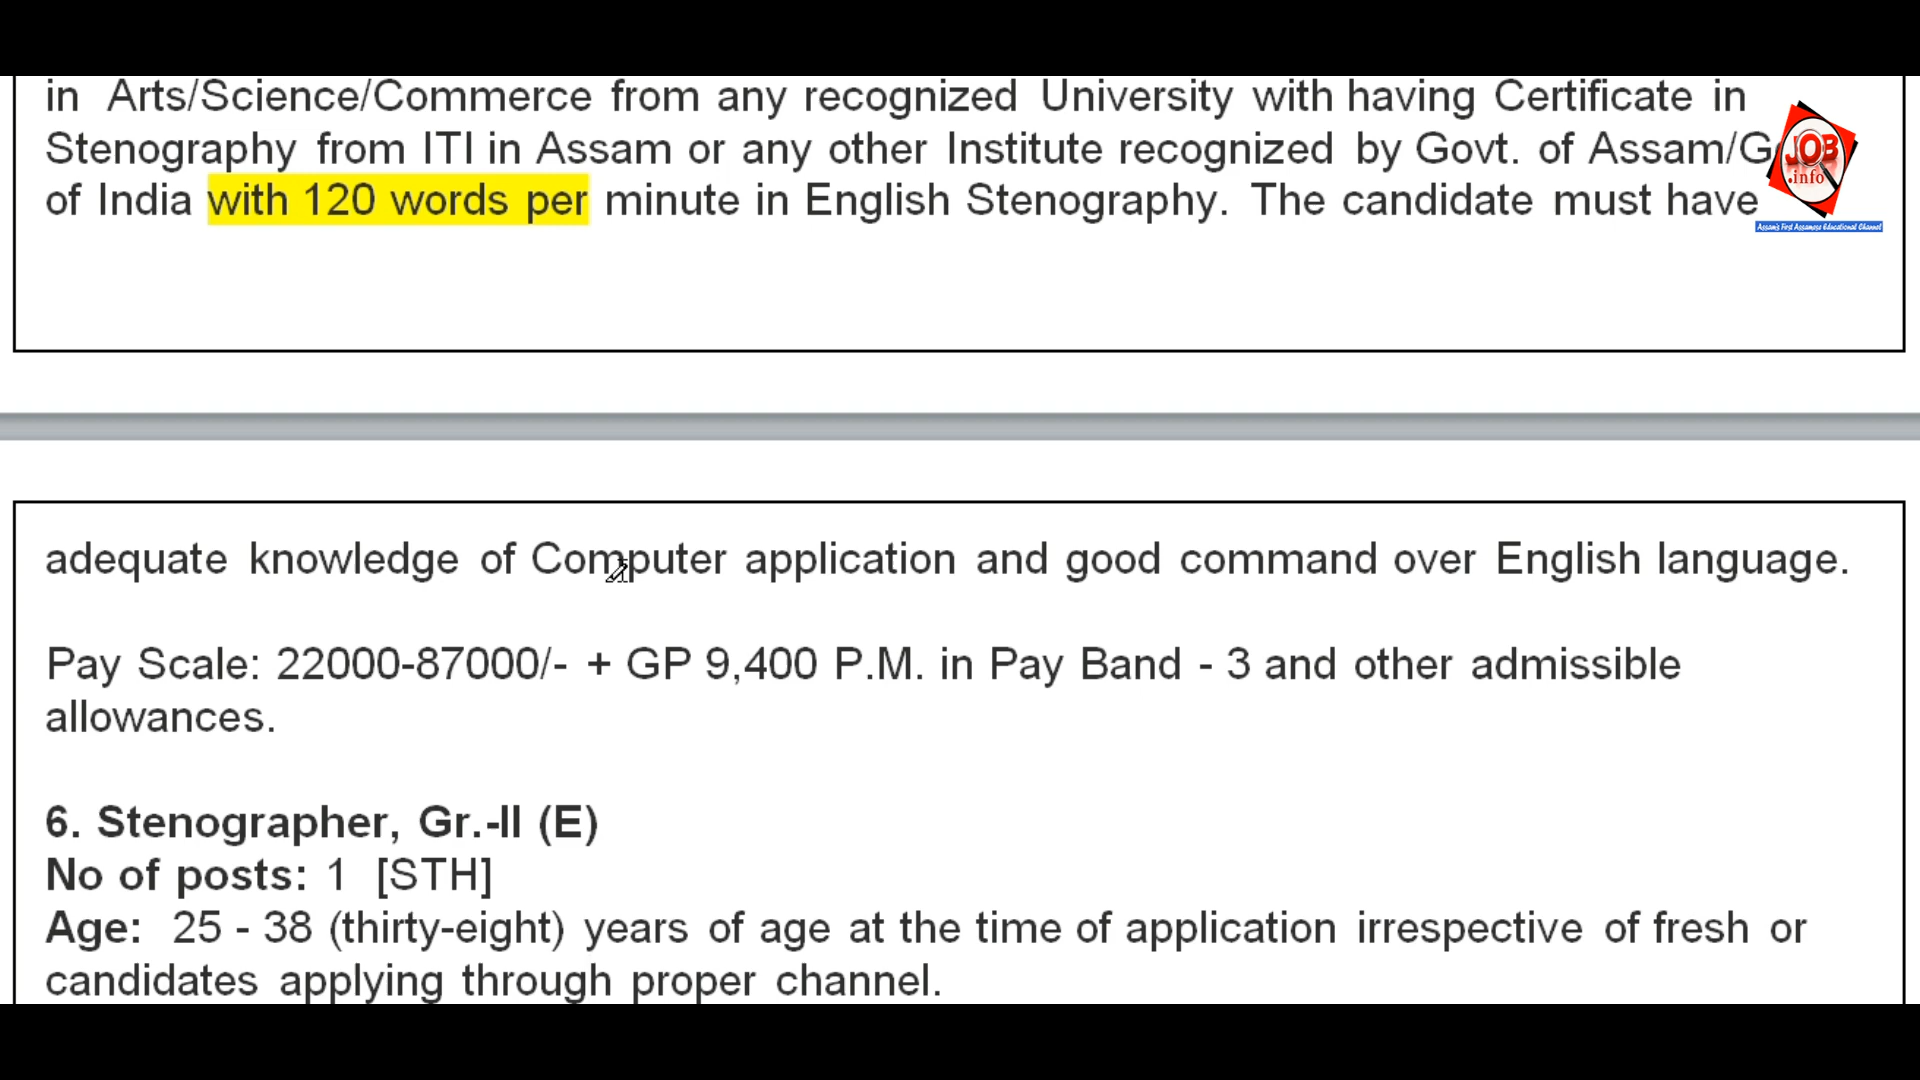 in Arts/Science/Commerce from any recognized University with having Certificate in
Stenography from ITI in Assam or any other Institute recognized by Govt. of Assam/G
of India with 120 words per minute in English Stenography. The candidate must have
JOB
.info
Assam's First Assamese Educational Channel
adequate knowledge of Computer application and good command over English language.
Pay Scale: 22000-87000/- + GP 9,400 P.M. in Pay Band - 3 and other admissible
allowances.
6. Stenographer, Gr.-II (E)
No of posts: 1 [STH]
Age: 25 - 38 (thirty-eight) years of age at the time of application irrespective of fresh or
candidates applying through proper channel.